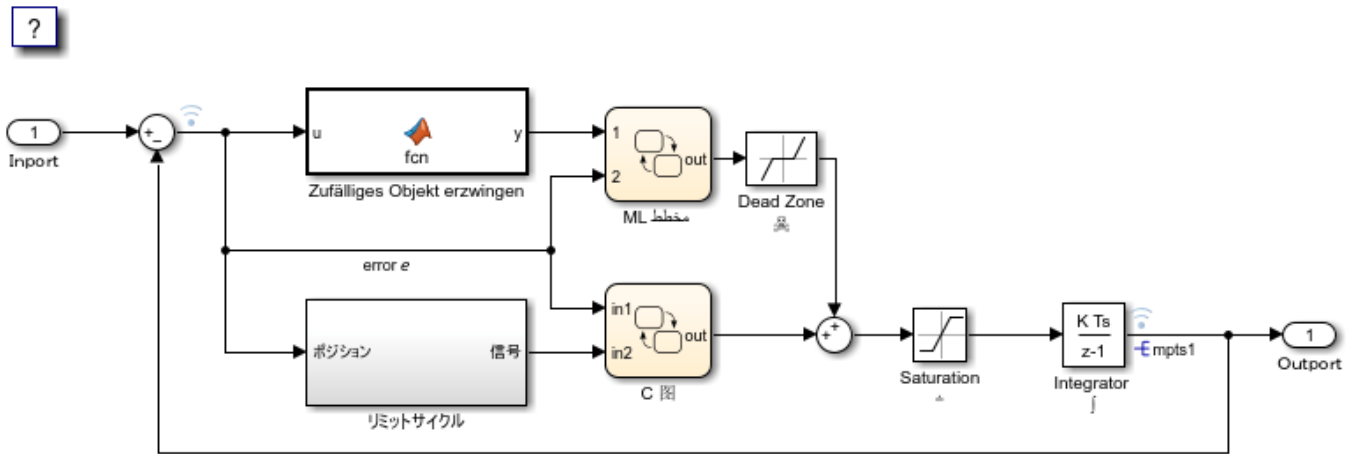 ?
1
Inport
+
−
u
fcn
y
Zufälliges Objekt erzwingen
1
2
out
ML مخطط
Dead Zone
error e
ポジション
信号
リミットサイクル
in1
in2
out
C 图
+
+
Saturation
K Ts
z-1
mpts1
Integrator
∫
1
Outport